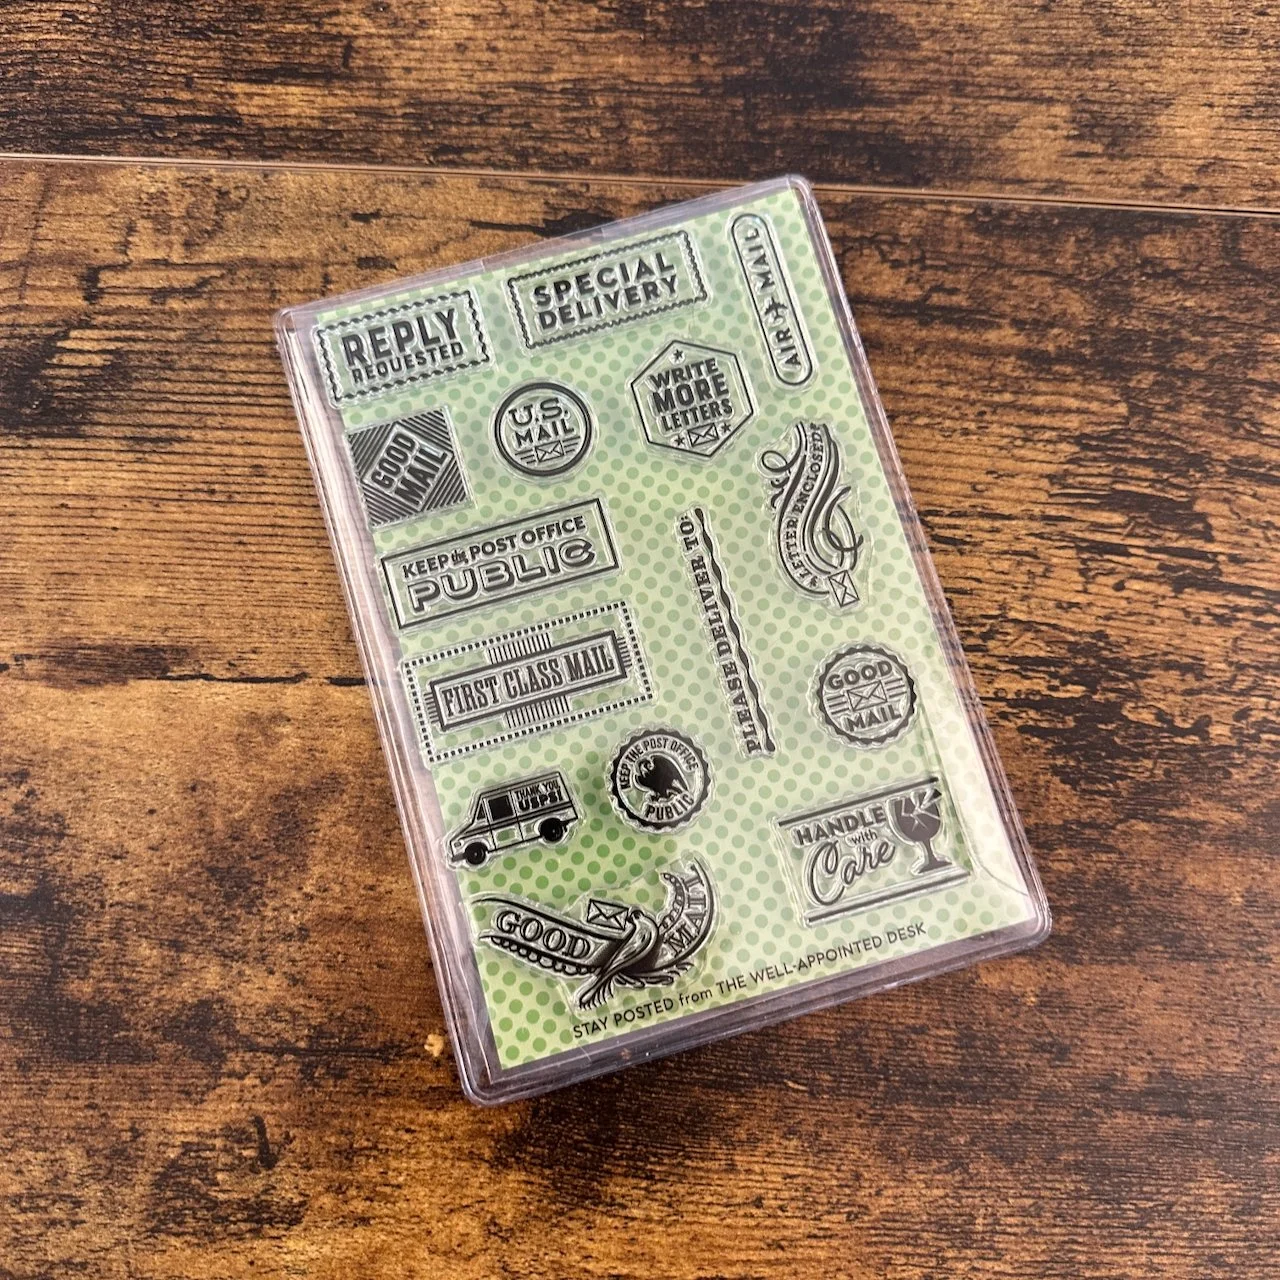 REPLY
REQUESTED
SPECIAL
DELIVERY
AIR MAIL
GOOD
MAIL
U.S.
MAIL
WRITE
MORE
LETTERS
LETTER ENCLOSED
KEEP the POST OFFICE
PUBLIC
PLEASE DELIVER TO:
FIRST CLASS MAIL
GOOD
MAIL
THANK YOU
USPS!
KEEP THE POST OFFICE
PUBLIC
HANDLE
with
Care
GOOD MAIL
STAY POSTED from THE WELL-APPOINTED DESK